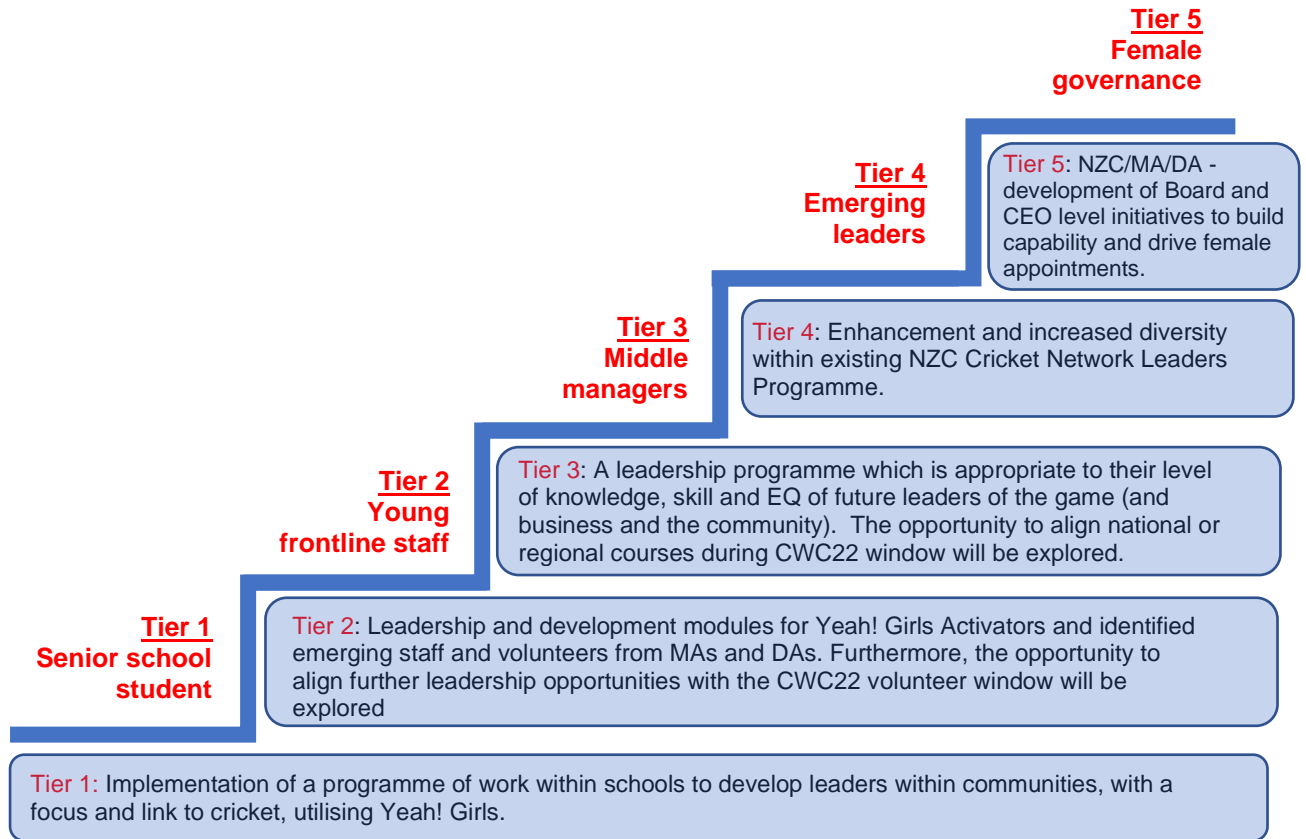 Tier 5
Female
governance
Tier 5: NZC/MA/DA -
development of Board and
CEO level initiatives to build
capability and drive female
appointments.
Tier 4
Emerging
leaders
Tier 4: Enhancement and increased diversity
within existing NZC Cricket Network Leaders
Programme.
Tier 3
Middle
managers
Tier 3: A leadership programme which is appropriate to their level
of knowledge, skill and EQ of future leaders of the game (and
business and the community).  The opportunity to align national or
regional courses during CWC22 window will be explored.
Tier 2
Young
frontline staff
Tier 2: Leadership and development modules for Yeah! Girls Activators and identified
emerging staff and volunteers from MAs and DAs. Furthermore, the opportunity to
align further leadership opportunities with the CWC22 volunteer window will be
explored
Tier 1
Senior school
student
Tier 1: Implementation of a programme of work within schools to develop leaders within communities, with a
focus and link to cricket, utilising Yeah! Girls.